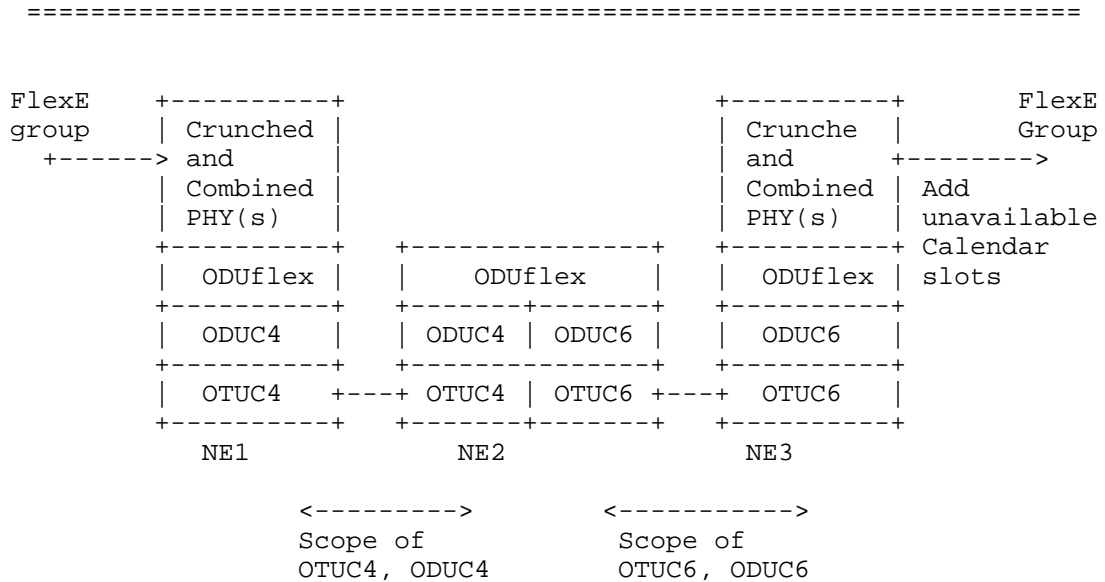 =================================================================
FlexE      +----------+                        +----------+       FlexE
group      | Crunched |                        | Crunche  |       Group
  +------> and        |                        | and      +-------->
           | Combined |                        | Combined | Add
           | PHY(s)   |                        | PHY(s)   | unavailable
           +----------+   +---------------+    +----------+ Calendar
           |  ODUflex |   |    ODUflex    |    |  ODUflex | slots
           +----------+   +-------+-------+    +----------+
           |  ODUC4   |   | ODUC4 | ODUC6 |    |  ODUC6   |
           +----------+   +---------------+    +----------+
           |  OTUC4   +---+ OTUC4 | OTUC6 +---+  OTUC6   |
           +----------+   +-------+-------+    +----------+
              NE1             NE2                 NE3
                    <--------->         <----------->
                    Scope of             Scope of
                    OTUC4, ODUC4         OTUC6, ODUC6